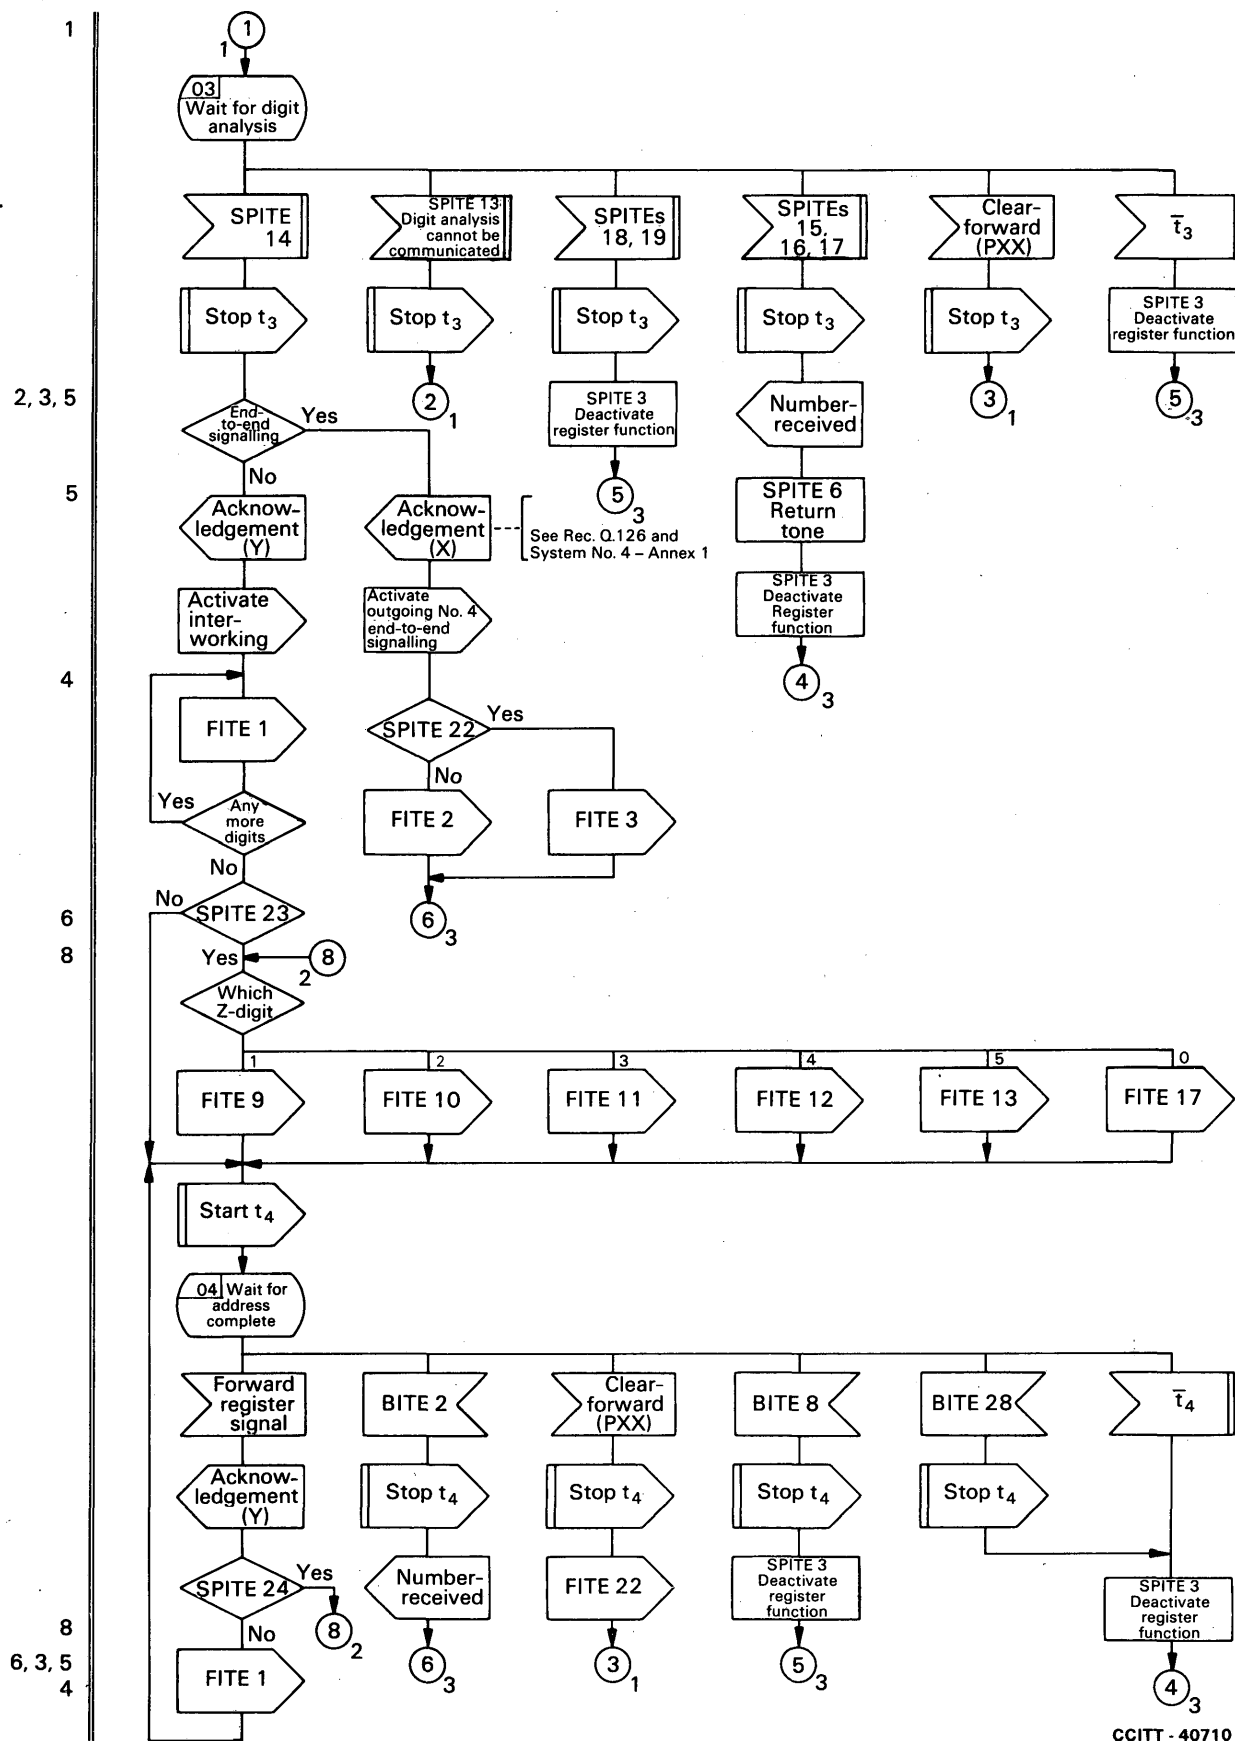 1
1
1
03
Wait for digit
analysis
SPITE
14
SPITE 13
Digit analysis
cannot be
communicated
SPITEs
18, 19
SPITEs
15,
16, 17
Clear-
forward
(PXX)
t̅3
Stop t3
Stop t3
Stop t3
Stop t3
Stop t3
SPITE 3
Deactivate
register function
2, 3, 5
End-
to-end
signalling
Yes
No
2
1
SPITE 3
Deactivate
register function
Number-
received
3
1
5
3
5
Acknow-
ledgement
(Y)
Acknow-
ledgement
(X)
See Rec. Q.126 and
System No. 4 – Annex 1
5
3
SPITE 6
Return
tone
Activate
inter-
working
Activate
outgoing No. 4
end-to-end
signalling
SPITE 3
Deactivate
Register
function
4
4
3
FITE 1
SPITE 22
Yes
No
Yes
Any
more
digits
No
FITE 2
FITE 3
6
No
SPITE 23
6
3
8
Yes
8
2
Which
Z-digit
1
2
3
4
5
0
FITE 9
FITE 10
FITE 11
FITE 12
FITE 13
FITE 17
Start t4
04
Wait for
address
complete
Forward
register
signal
BITE 2
Clear-
forward
(PXX)
BITE 8
BITE 28
t̅4
Acknow-
ledgement
(Y)
Stop t4
Stop t4
Stop t4
Stop t4
SPITE 24
Yes
No
Number-
received
FITE 22
SPITE 3
Deactivate
register
function
SPITE 3
Deactivate
register
function
8
8
2
6, 3, 5
FITE 1
6
3
3
1
5
3
4
4
3
CCITT - 40710